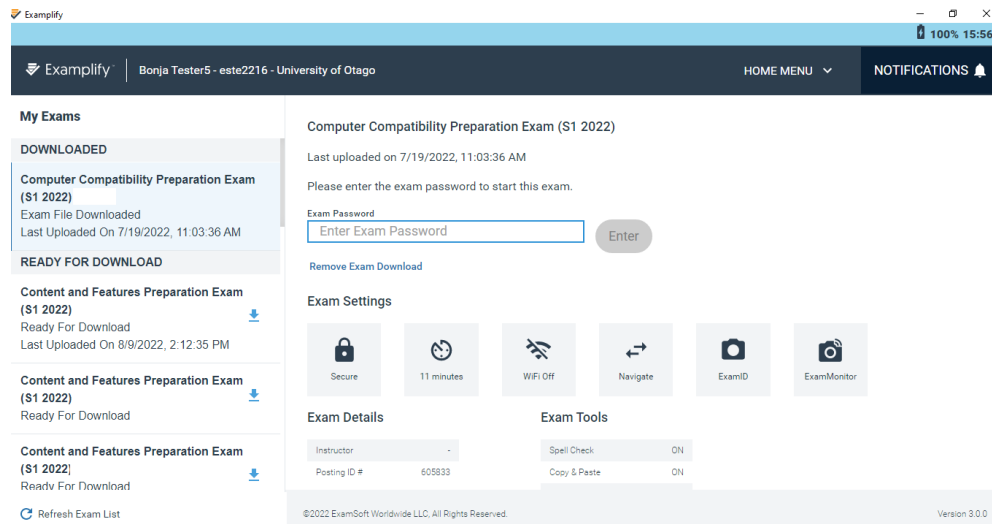 Examplify
100% 15:56
Examplify
Bonja Tester5 - este2216 - University of Otago
HOME MENU
NOTIFICATIONS
My Exams
DOWNLOADED
Computer Compatibility Preparation Exam
(S1 2022)
Exam File Downloaded
Last Uploaded On 7/19/2022, 11:03:36 AM
READY FOR DOWNLOAD
Content and Features Preparation Exam
(S1 2022)
Ready For Download
Last Uploaded On 8/9/2022, 2:12:35 PM
Content and Features Preparation Exam
(S1 2022)
Ready For Download
Content and Features Preparation Exam
(S1 2022)
Ready For Download
Refresh Exam List
Computer Compatibility Preparation Exam (S1 2022)
Last uploaded on 7/19/2022, 11:03:36 AM
Please enter the exam password to start this exam.
Exam Password
Enter Exam Password
Enter
Remove Exam Download
Exam Settings
Secure
11 minutes
WiFi Off
Navigate
ExamID
ExamMonitor
Exam Details
Instructor -
Posting ID # 605833
Exam Tools
Spell Check ON
Copy & Paste ON
©2022 ExamSoft Worldwide LLC, All Rights Reserved.
Version 3.0.0